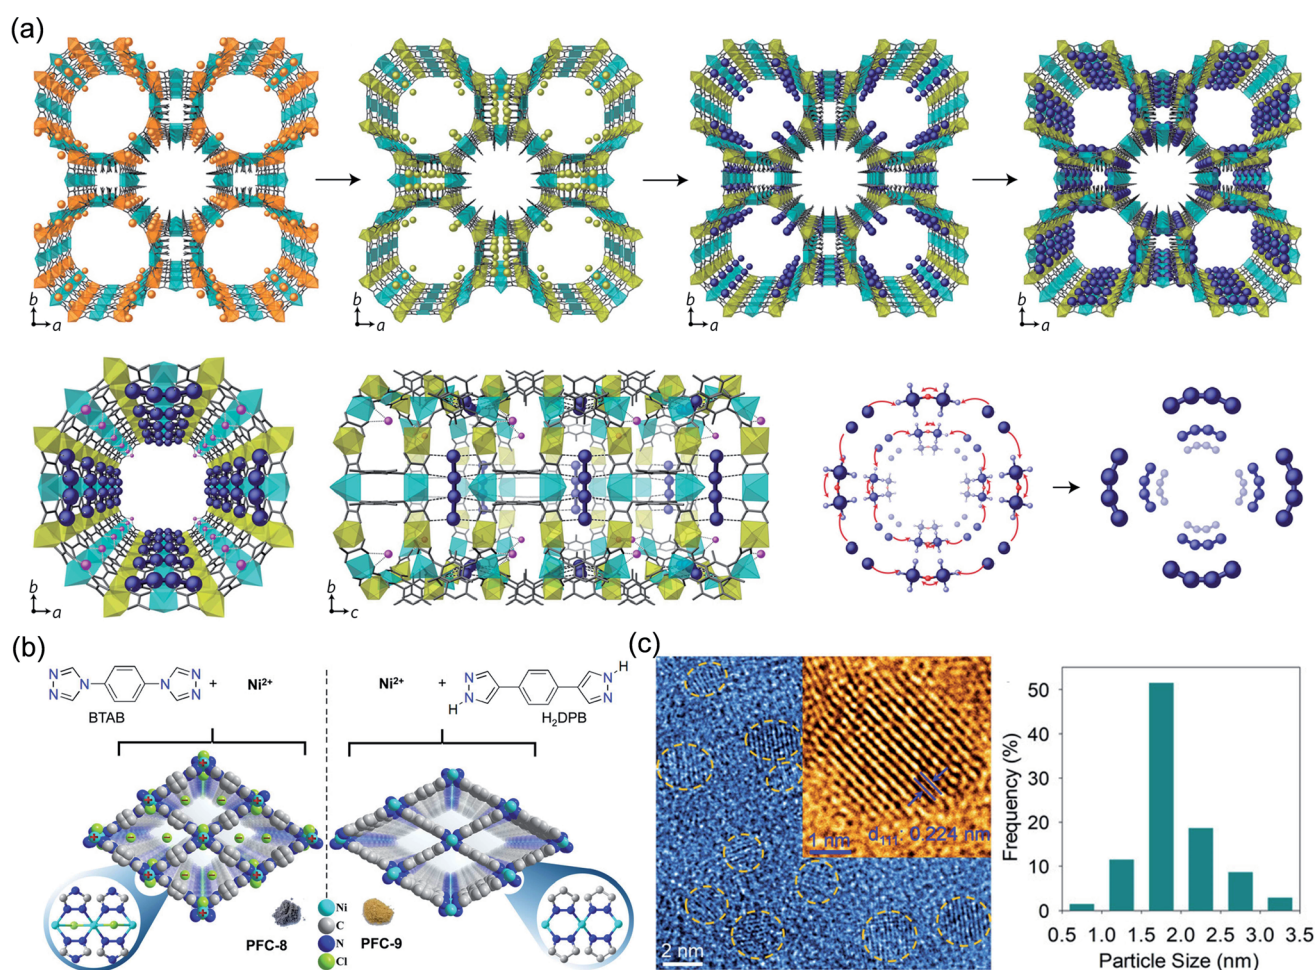 (a)
b
a
b
a
b
a
b
a
b
a
b
c
(b)
BTAB
+
Ni²⁺
Ni²⁺
+
H₂DPB
N
N
N
N
N
N
H
N
N
N
N
H
PFC-8
PFC-9
Ni
C
N
Cl
(c)
2 nm
1 nm
d₁₁₁: 0.224 nm
Frequency (%)
50
40
30
20
10
0
0.5 1.0 1.5 2.0 2.5 3.0 3.5
Particle Size (nm)